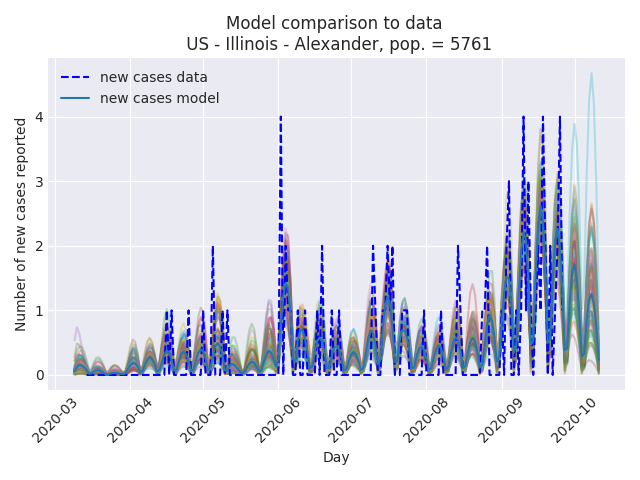 Model comparison to data
US - Illinois - Alexander, pop. = 5761
new cases data
new cases model
Number of new cases reported
4
3
2
1
0
2020-03
2020-04
2020-05
2020-06
2020-07
2020-08
2020-09
2020-10
Day